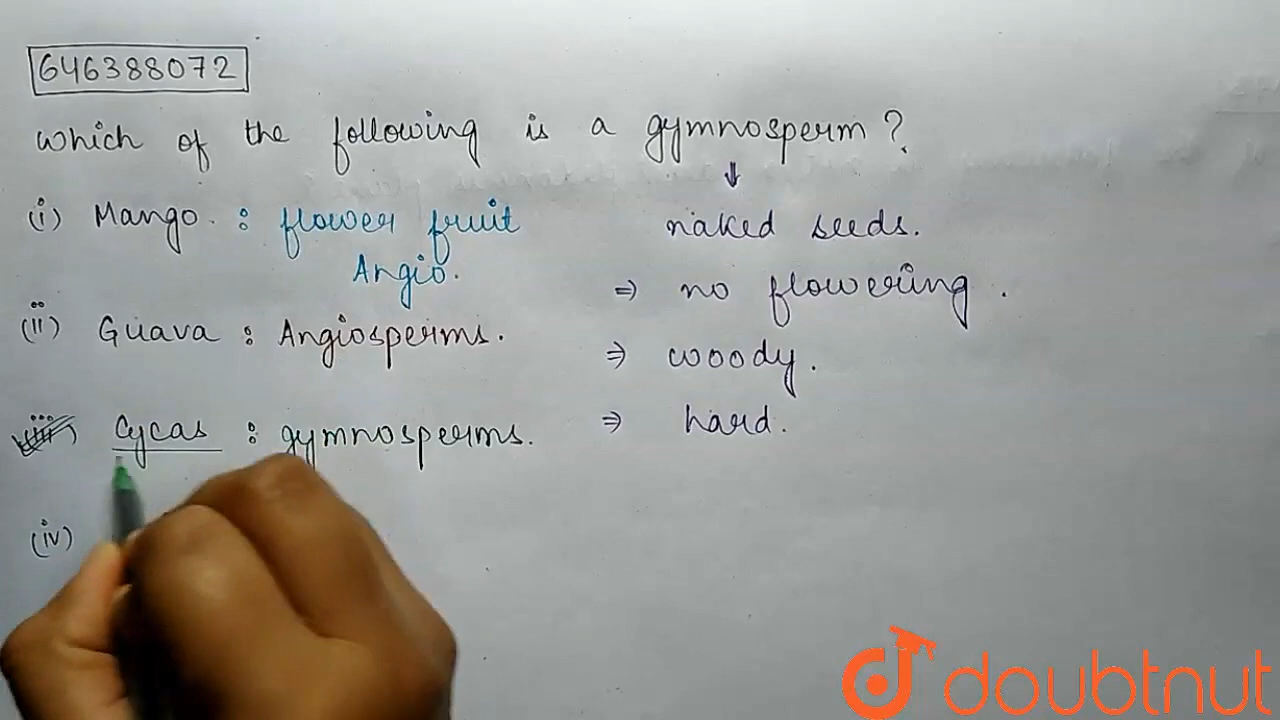 646388072
which of the following is a gymnosperm?
↓
(i) Mango. : flower fruit
Angio.
naked seeds.
⇒ no flowering.
(ii) Guava : Angiosperms.
⇒ woody.
(iii) Cycas : gymnosperms.
⇒ hard.
(iv)
doubtnut